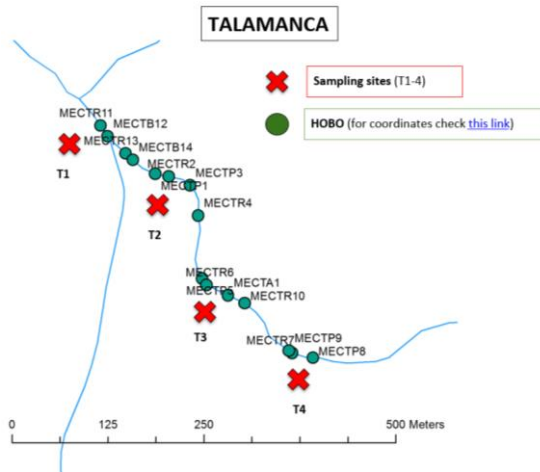 TALAMANCA
Sampling sites (T1-4)
HOBO (for coordinates check this link)
MECTR11
MECTB12
MECTR13
MECTB14
MECTR2
MECTP3
MECTP1
T1
MECTR4
T2
MECTR6
MECTA1
MECTP5
MECTR10
T3
MECTR7
MECTP9
MECTP8
T4
0 125 250 500 Meters